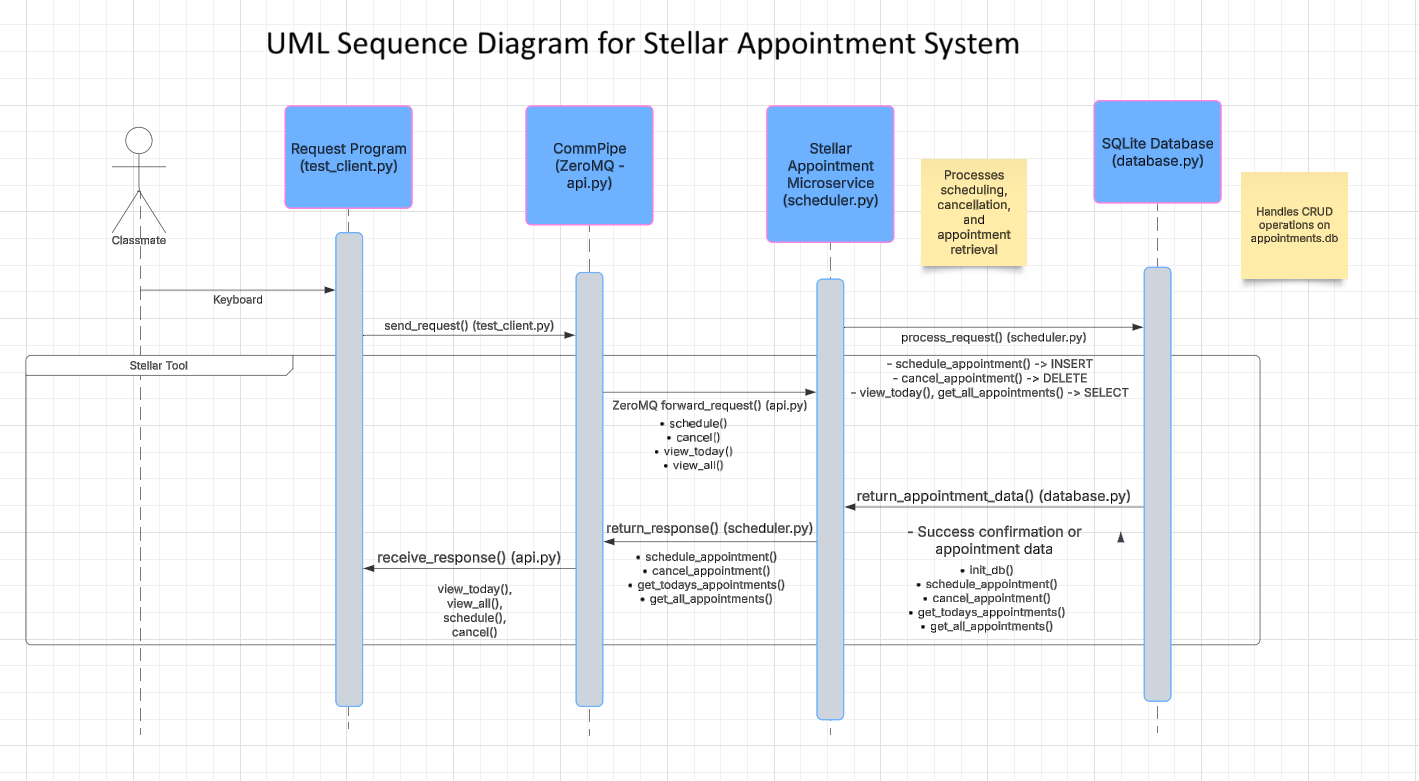 UML Sequence Diagram for Stellar Appointment System
Request Program
(test_client.py)
CommPipe
(ZeroMQ -
api.py)
Stellar
Appointment
Microservice
(scheduler.py)
Processes
scheduling,
cancellation,
and
appointment
retrieval
SQLite Database
(database.py)
Handles CRUD
operations on
appointments.db
Classmate
Keyboard
send_request() (test_client.py)
process_request() (scheduler.py)
Stellar Tool
- schedule_appointment() -> INSERT
- cancel_appointment() -> DELETE
- view_today(), get_all_appointments() -> SELECT
ZeroMQ forward_request() (api.py)
• schedule()
• cancel()
• view_today()
• view_all()
return_appointment_data() (database.py)
- Success confirmation or
appointment data
• init_db()
• schedule_appointment()
• cancel_appointment()
• get_todays_appointments()
• get_all_appointments()
return_response() (scheduler.py)
• schedule_appointment()
• cancel_appointment()
• get_todays_appointments()
• get_all_appointments()
receive_response() (api.py)
view_today(),
view_all(),
schedule(),
cancel()